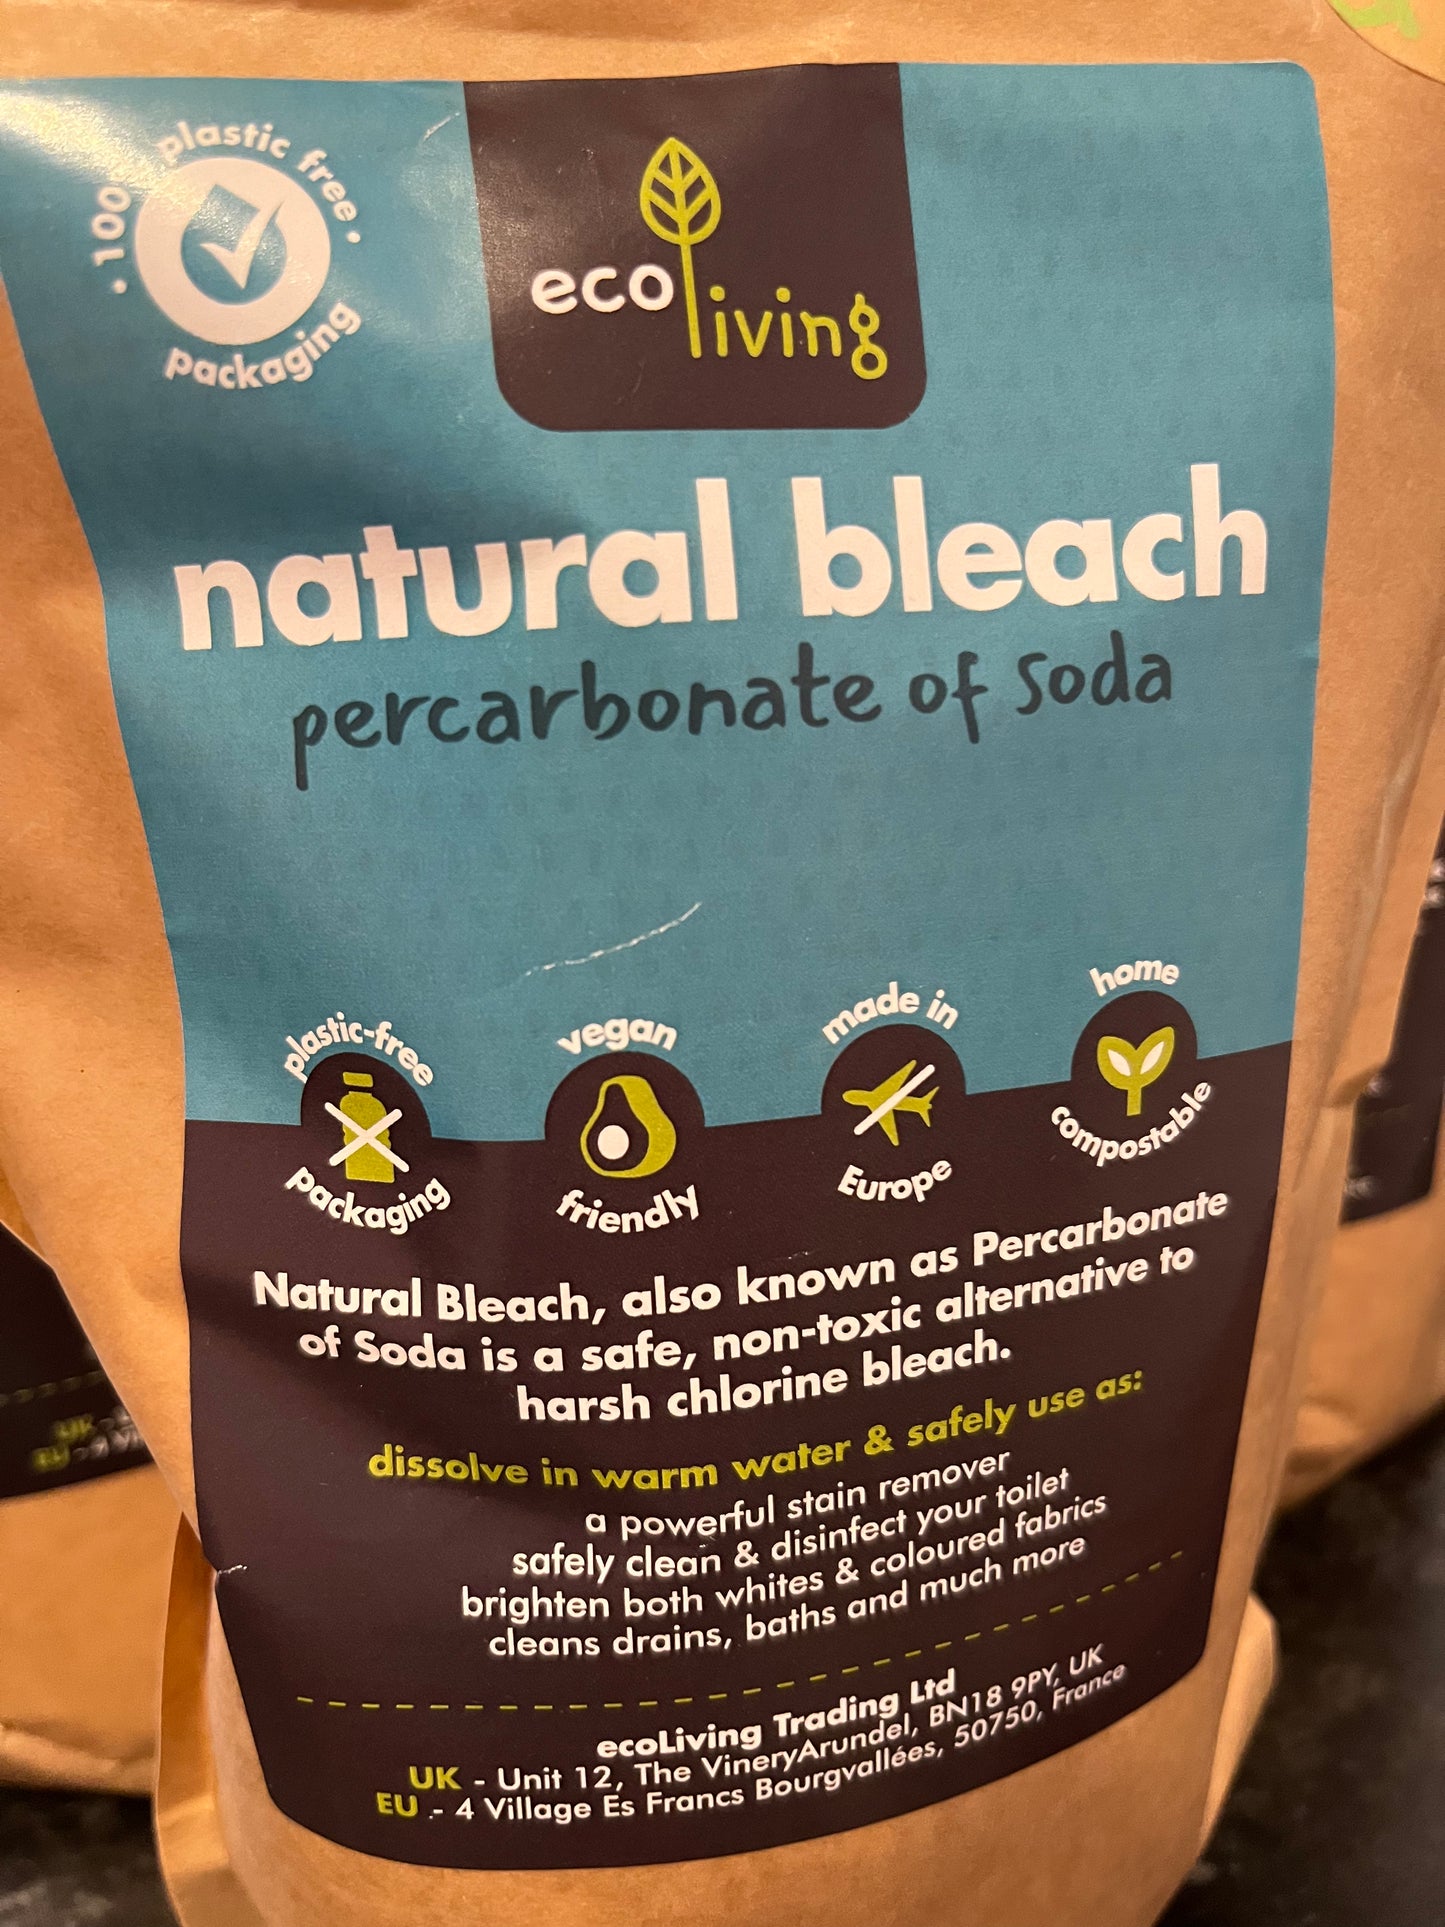 100% plastic free
packaging
eco living
natural bleach
percarbonate of soda
plastic-free
packaging
vegan
friendly
made in
Europe
home
compostable
Natural Bleach, also known as Percarbonate
of Soda is a safe, non-toxic alternative to
harsh chlorine bleach.
dissolve in warm water & safely use as:
a powerful stain remover
safely clean & disinfect your toilet
brighten both whites & coloured fabrics
cleans drains, baths and much more
ecoLiving Trading Ltd
UK - Unit 12, The VineryArundel, BN18 9PY, UK
EU - 4 Village Es Francs Bourgvallées, 50750, France